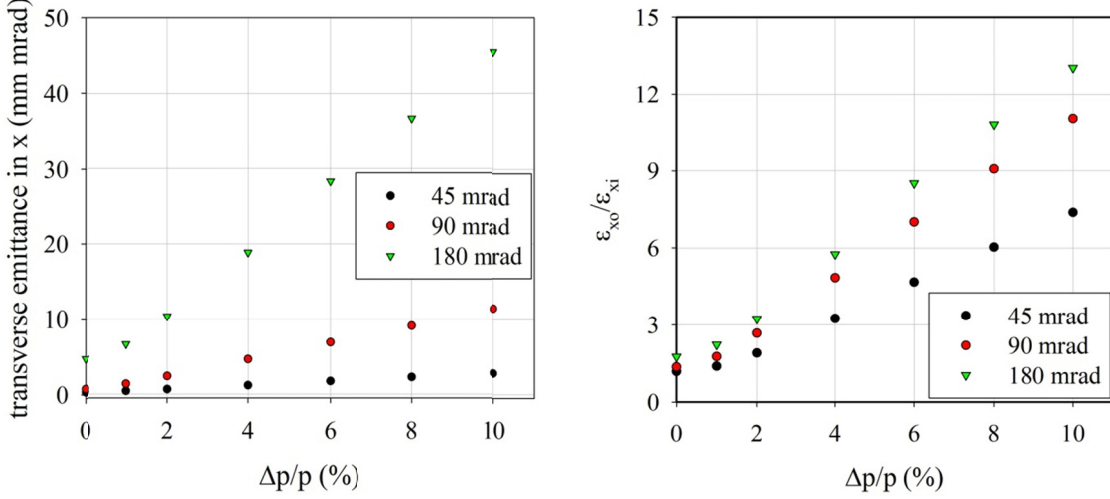 transverse emittance in x (mm mrad)
50
40
30
20
10
0
45 mrad
90 mrad
180 mrad
0 2 4 6 8 10
Δp/p (%)
ε_xo/ε_xi
15
12
9
6
3
0
45 mrad
90 mrad
180 mrad
0 2 4 6 8 10
Δp/p (%)